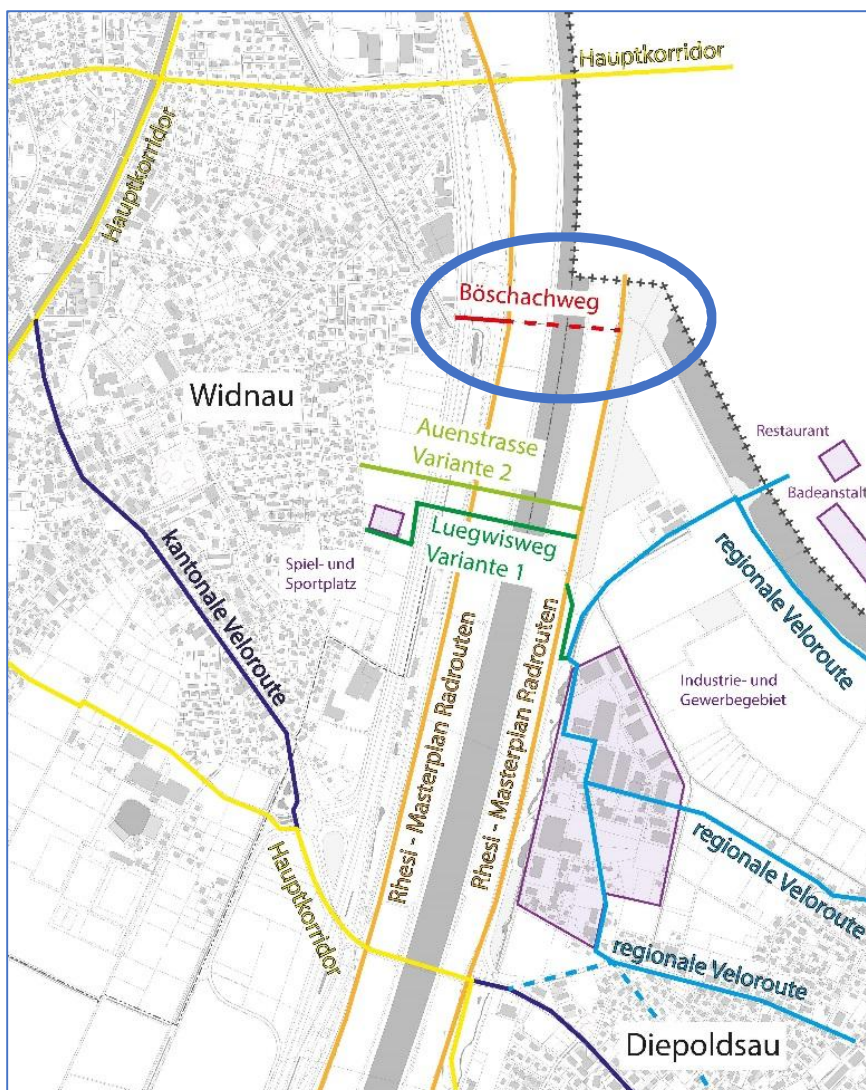 Hauptkorridor
Hauptkorridor
Böschachweg
Widnau
Auenstrasse
Variante 2
Restaurant
Badeanstalt
Luegwisweg
Variante 1
Spiel- und
Sportplatz
kantonale Veloroute
regionale Veloroute
Rhesi - Masterplan Radrouten
Rhesi - Masterplan Radrouten
Industrie- und
Gewerbegebiet
Hauptkorridor
regionale Veloroute
regionale Veloroute
Diepoldsau